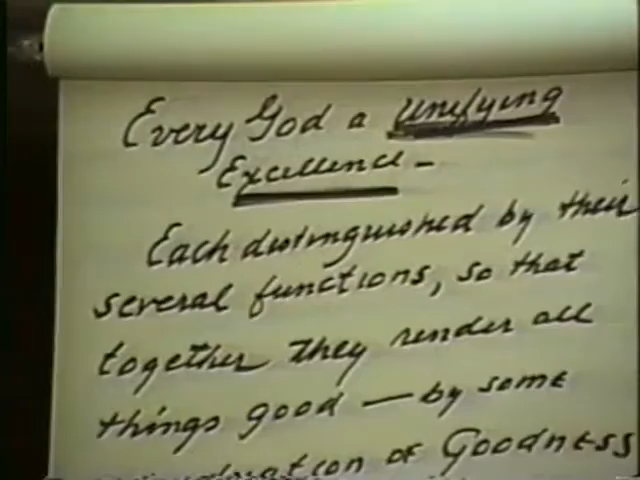 Every God a Unifying
Excellence —
Each distinguished by their
several functions, so that
together they render all
things good — by some
of Goodness